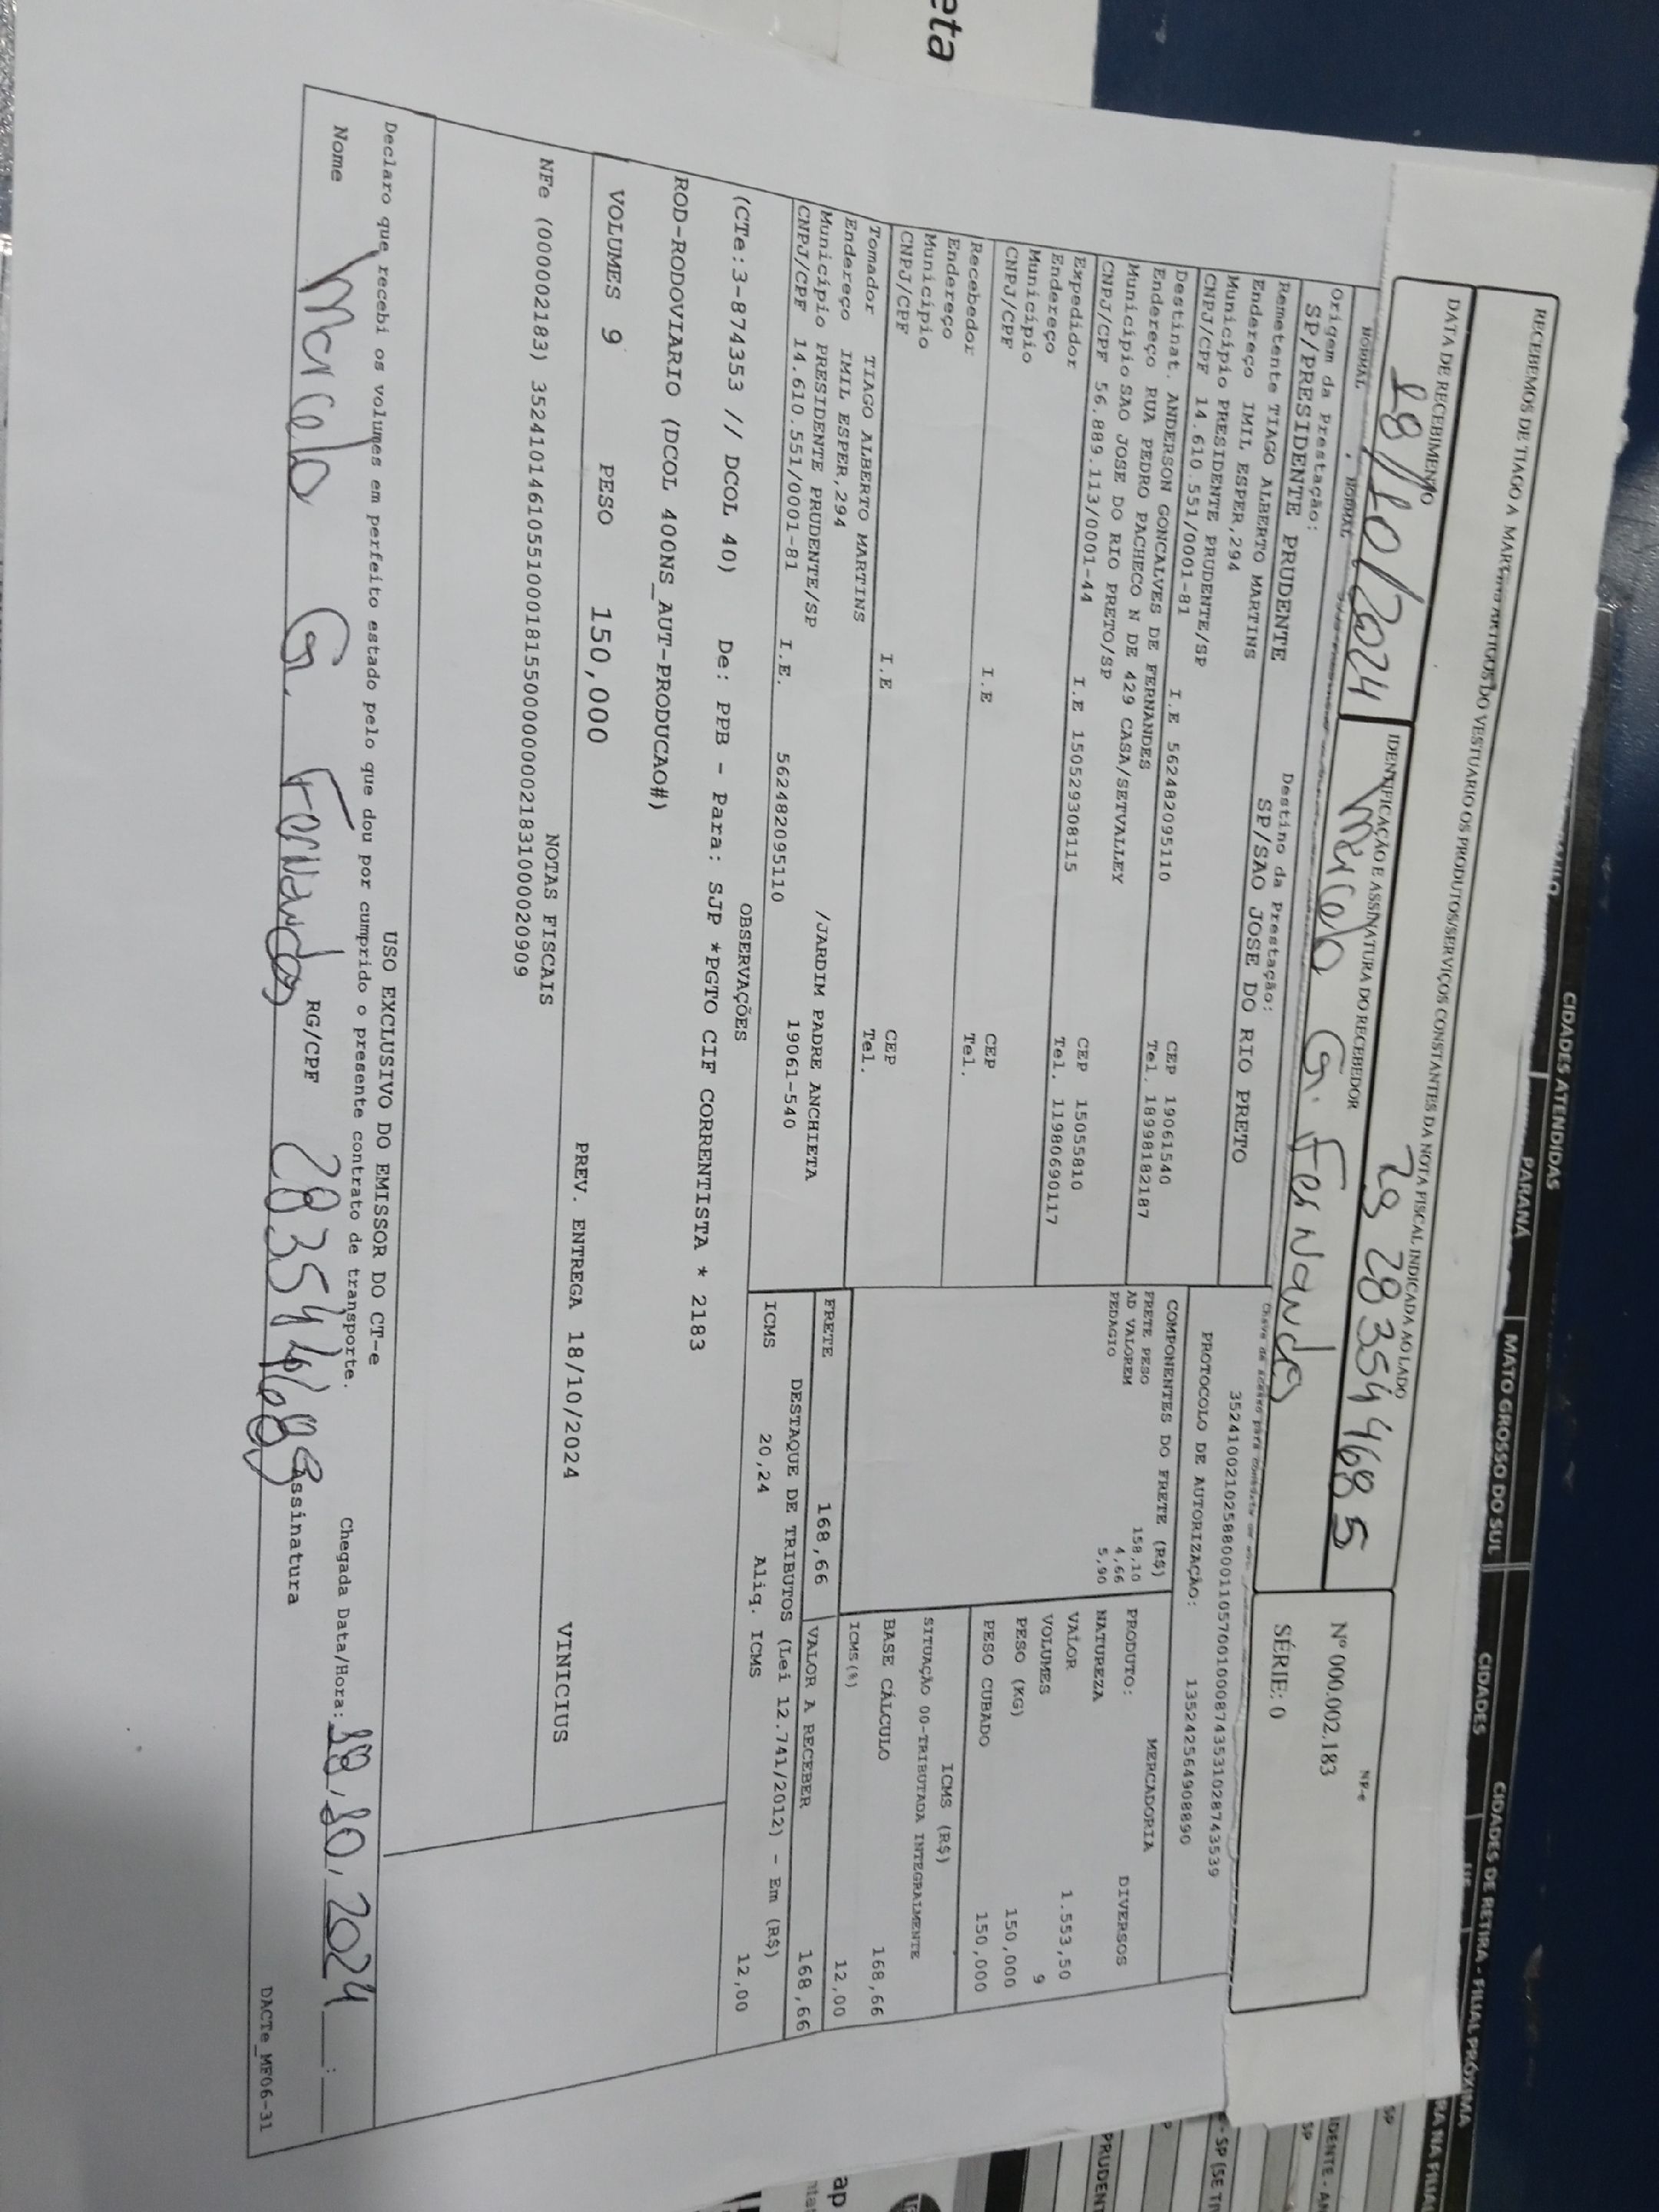 eta
CIDADES ATENDIDAS
PARANÁ
MATO GROSSO DO SUL
CIDADES
CIDADES DE RETIRA - FILIAL PRÓXIMA
RECEBEMOS DE TIAGO A MARTINS ARTIGOS DO VESTUARIO OS PRODUTOS/SERVIÇOS CONSTANTES DA NOTA FISCAL INDICADA AO LADO
DATA DE RECEBIMENTO
28/10/2024
IDENTIFICAÇÃO E ASSINATURA DO RECEBEDOR
Marcelo G. Fernandes
28 3544685
NF-e
Nº 000.002.183
SÉRIE: 0
NORMAL NORMAL
Origem da Prestação:
SP/PRESIDENTE PRUDENTE
Destino da Prestação:
SP/SAO JOSE DO RIO PRETO
Remetente TIAGO ALBERTO MARTINS
Endereço IMIL ESPER,294
Município PRESIDENTE PRUDENTE/SP CEP 19061540
CNPJ/CPF 14.610.551/0001-81 I.E 562482095110 Tel. 18998182187
Destinat. ANDERSON GONCALVES DE FERNANDES
Endereço RUA PEDRO PACHECO N DE 429 CASA/SETVALLEY
Município SAO JOSE DO RIO PRETO/SP CEP 15055810
CNPJ/CPF 56.889.113/0001-44 I.E 150529308115 Tel. 11980690117
Expedidor
Endereço
Município CEP
CNPJ/CPF I.E Tel.
Recebedor
Endereço
Município CEP
CNPJ/CPF I.E Tel.
Tomador TIAGO ALBERTO MARTINS
Endereço IMIL ESPER,294
Município PRESIDENTE PRUDENTE/SP /JARDIM PADRE ANCHIETA
CNPJ/CPF 14.610.551/0001-81 I.E. 562482095110 19061-540
35241002102588000110570010008743531028743539
PROTOCOLO DE AUTORIZAÇÃO: 135242564908890
COMPONENTES DO FRETE (R$)
FRETE PESO 158,10
AD VALOREM 4,66
PEDAGIO 5,90
MERCADORIA
PRODUTO: DIVERSOS
NATUREZA
VALOR 1.553,50
VOLUMES 9
PESO (KG) 150,000
PESO CUBADO 150,000
ICMS (R$)
SITUAÇÃO 00-TRIBUTADA INTEGRALMENTE
BASE CÁLCULO 168,66
ICMS(%) 12,00
FRETE 168,66 VALOR A RECEBER 168,66
DESTAQUE DE TRIBUTOS (Lei 12.741/2012) - Em (R$)
ICMS 20,24 Aliq. ICMS 12,00
OBSERVAÇÕES
(CTe:3-874353 // DCOL 40) De: PPB - Para: SJP *PGTO CIF CORRENTISTA * 2183
ROD-RODOVIARIO (DCOL 400NS_AUT-PRODUCAO#)
VOLUMES 9 PESO 150,000 PREV. ENTREGA 18/10/2024 VINICIUS
NOTAS FISCAIS
NFe (000002183) 35241014610551000181550000000021831000020909
USO EXCLUSIVO DO EMISSOR DO CT-e
Declaro que recebi os volumes em perfeito estado pelo que dou por cumprido o presente contrato de transporte.
Nome Marcelo G. Fernandes RG/CPF
Assinatura
Chegada Data/Hora: 2024 :
DACTe_MF06-31